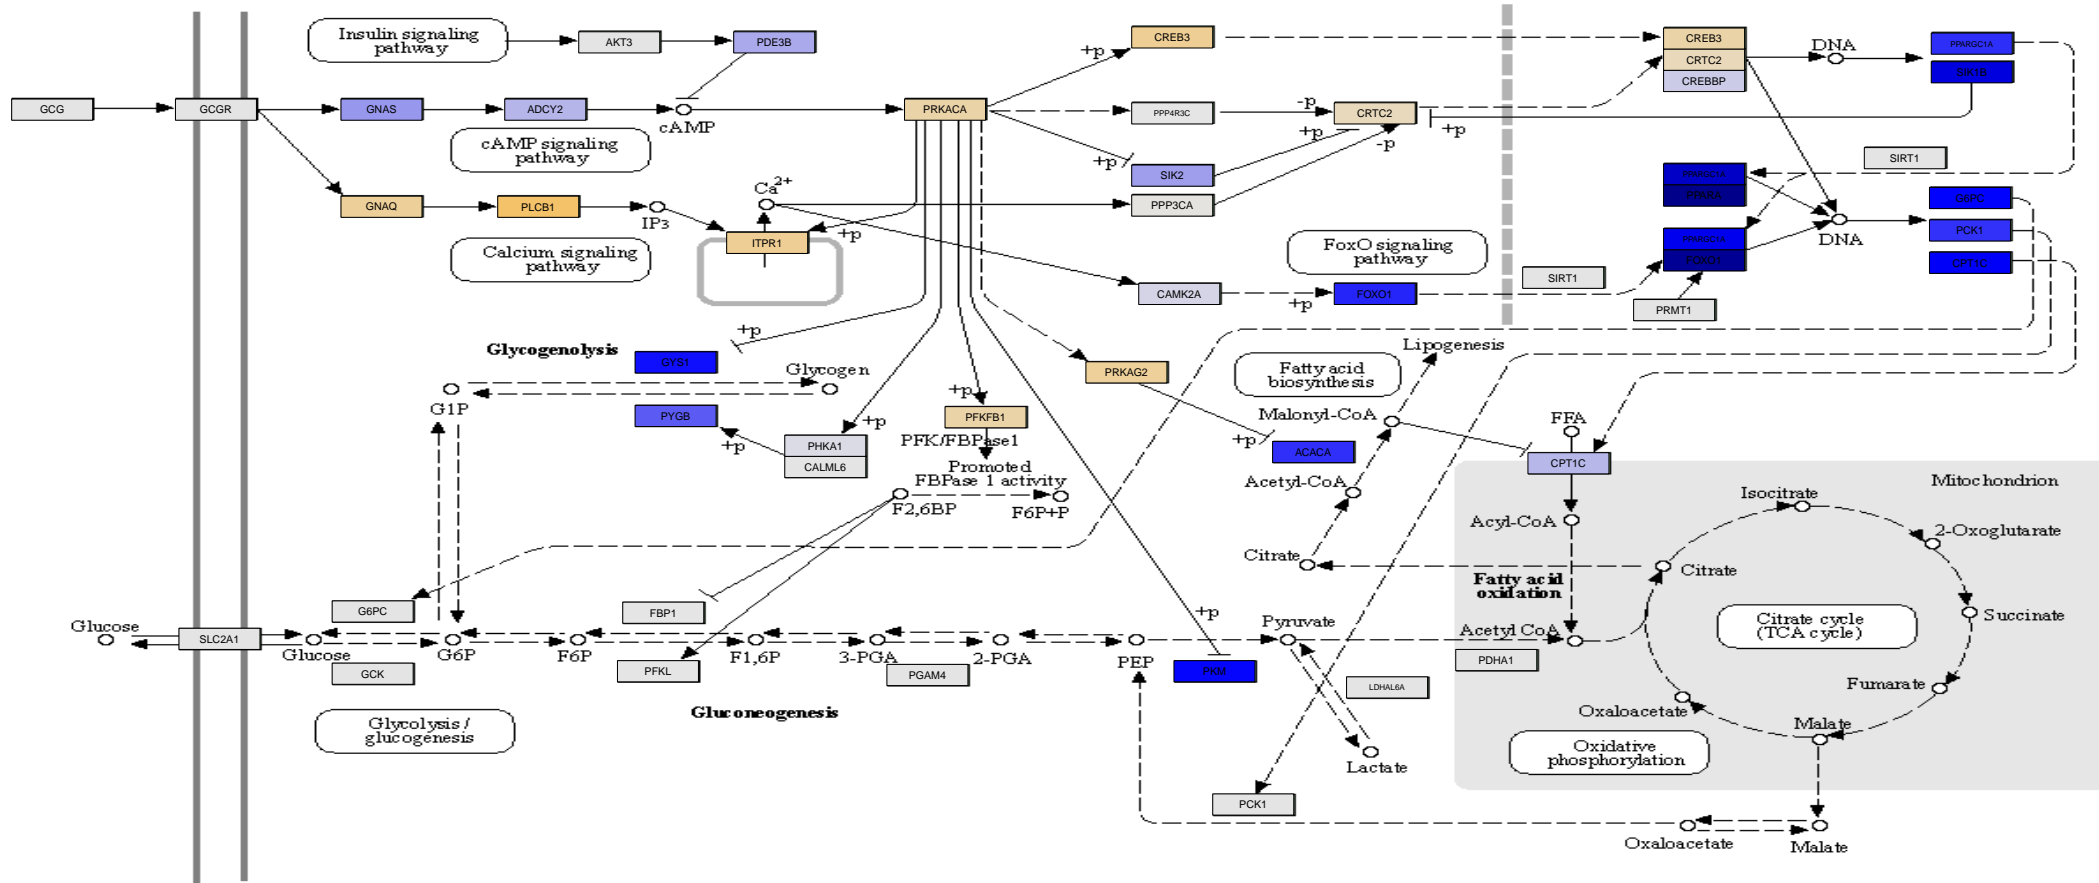 Insulin signaling
pathway
AKT3
PDE3B
+p
CREB3
CREB3
CRTC2
CREBBP
DNA
PPARGC1A
SIK1B
GCG
GCGR
GNAS
ADCY2
cAMP
PRKACA
PPP4R3C
-p
CRTC2
+p
+p
-p
cAMP signaling
pathway
+p
SIK2
SIRT1
PPARGC1A
PPARA
Ca2+
GNAQ
PLCB1
IP3
PPP3CA
G6PC
ITPR1
+p
DNA
PCK1
PPARGC1A
FOXO1
CPT1C
Calcium signaling
pathway
FoxO signaling
pathway
SIRT1
CAMK2A
+p
FOXO1
PRMT1
+p
Glycogenolysis
GYS1
Glycogen
PRKAG2
Lipogenesis
Fatty acid
biosynthesis
G1P
PYGB
+p
+p
PFKFB1
Malonyl-CoA
FFA
+p
PHKA1
CALML6
PFK/FBPase1
+p
ACACA
CPT1C
Promoted
FBPase 1 activity
F2,6BP
F6P+P
Acetyl-CoA
Mitochondrion
Isocitrate
Acyl-CoA
2-Oxoglutarate
Citrate
Citrate
Fatty acid
oxidation
G6PC
FBP1
+p
Succinate
Citrate cycle
(TCA cycle)
Glucose
SLC2A1
Glucose
G6P
F6P
F1,6P
3-PGA
2-PGA
PEP
Pyruvate
Acetyl CoA
GCK
PFKL
PGAM4
PKM
LDHAL6A
PDHA1
Fumarate
Glycolysis /
glucogenesis
Gluconeogenesis
Oxaloacetate
Malate
Lactate
Oxidative
phosphorylation
PCK1
Oxaloacetate
Malate